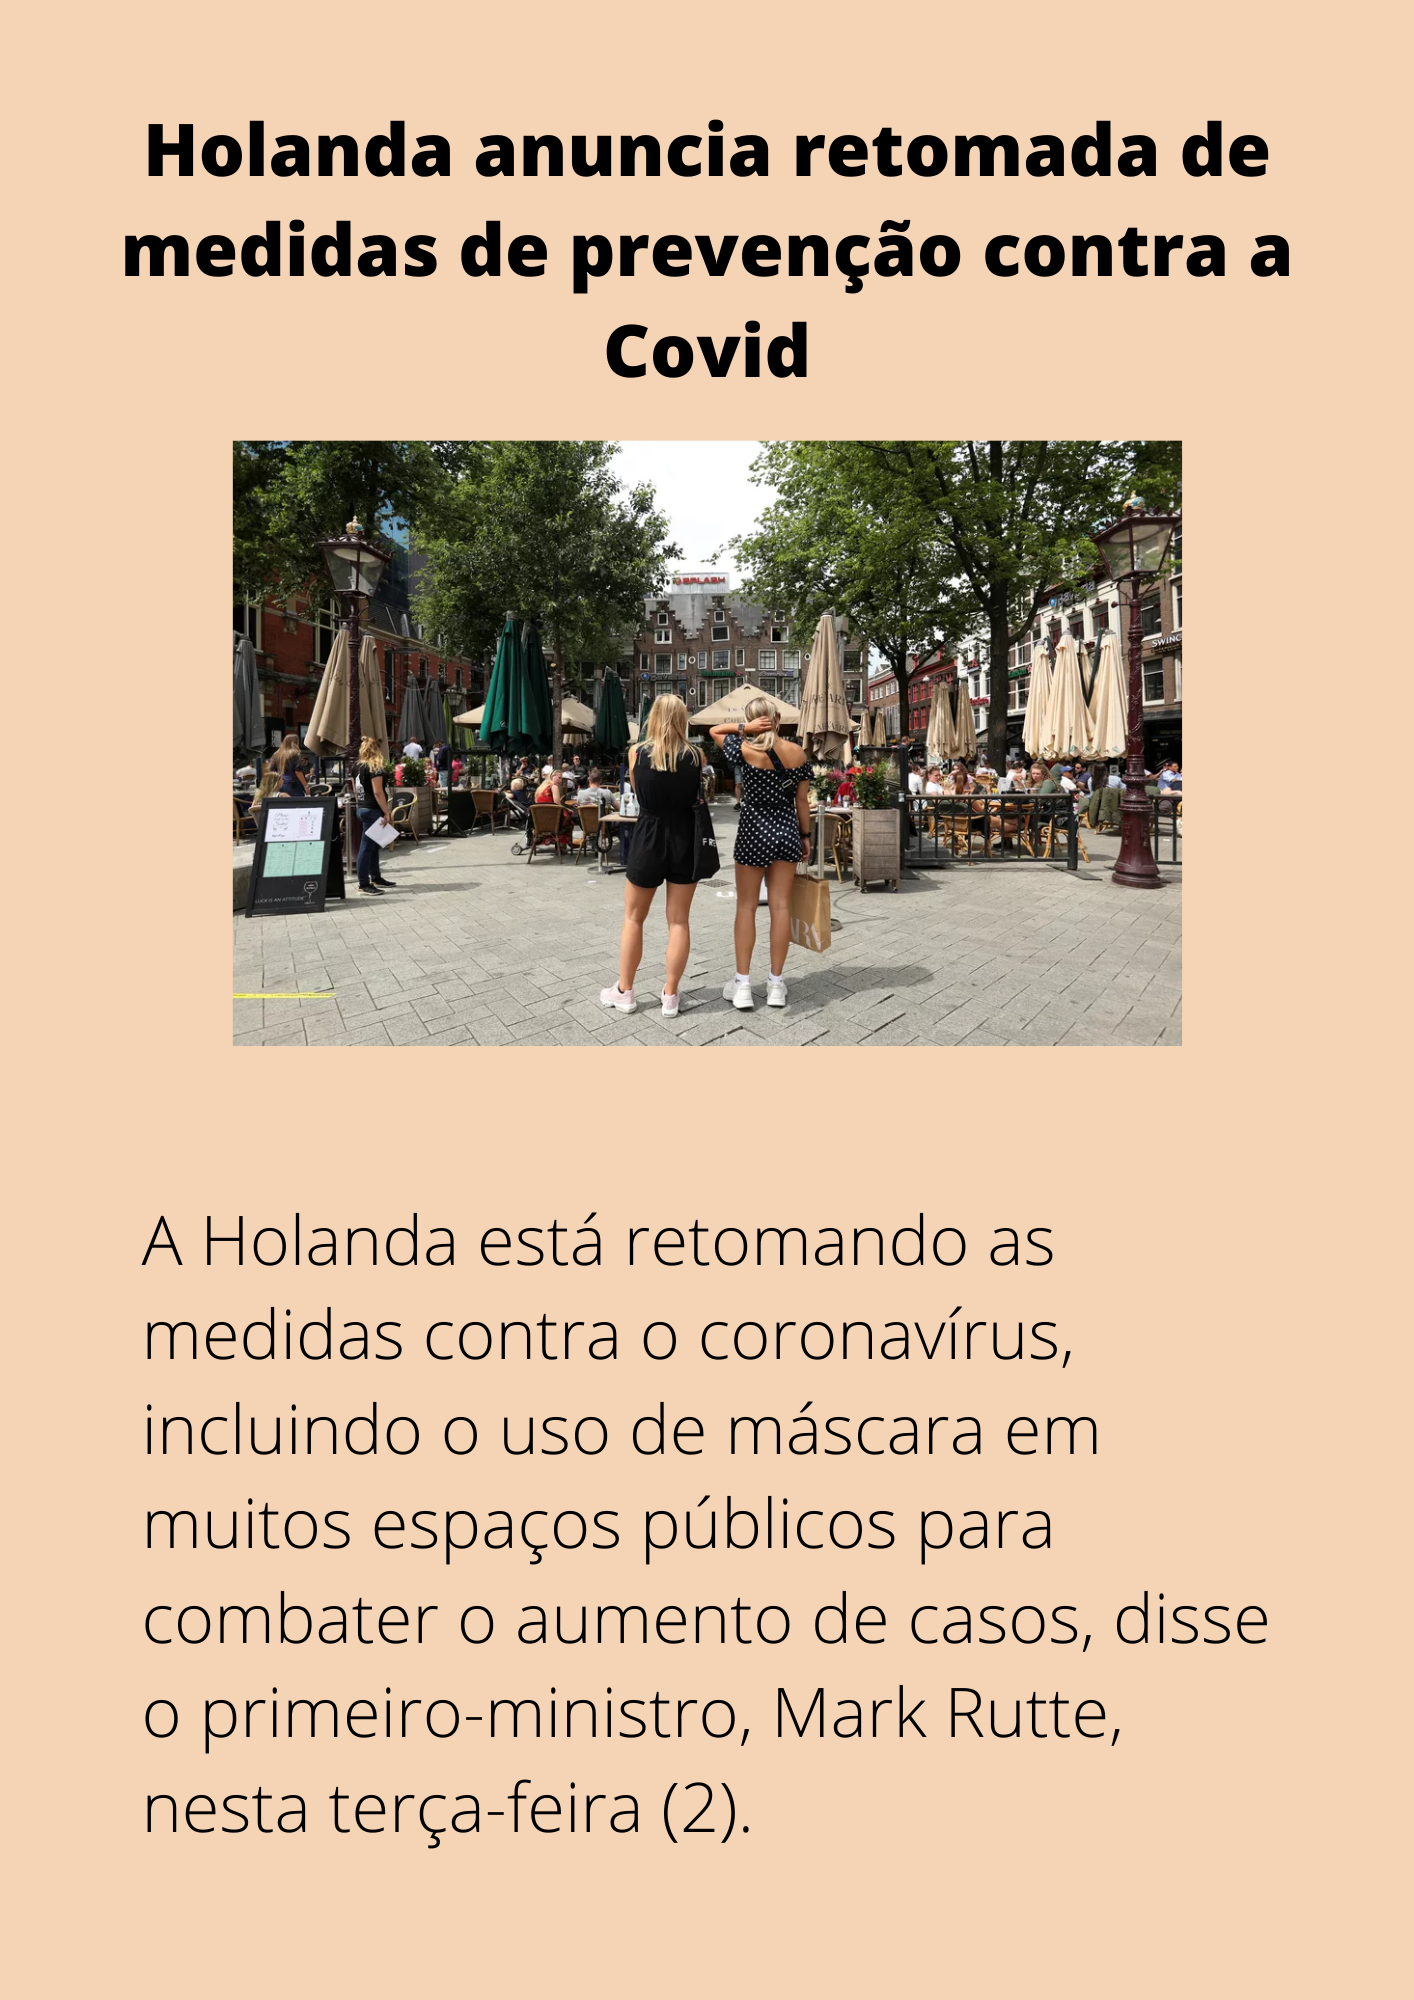 Holanda anuncia retomada de
medidas de prevenção contra a
Covid
SPLASH
SWING
A Holanda está retomando as
medidas contra o coronavírus,
incluindo o uso de máscara em
muitos espaços públicos para
combater o aumento de casos, disse
o primeiro-ministro, Mark Rutte,
nesta terça-feira (2).